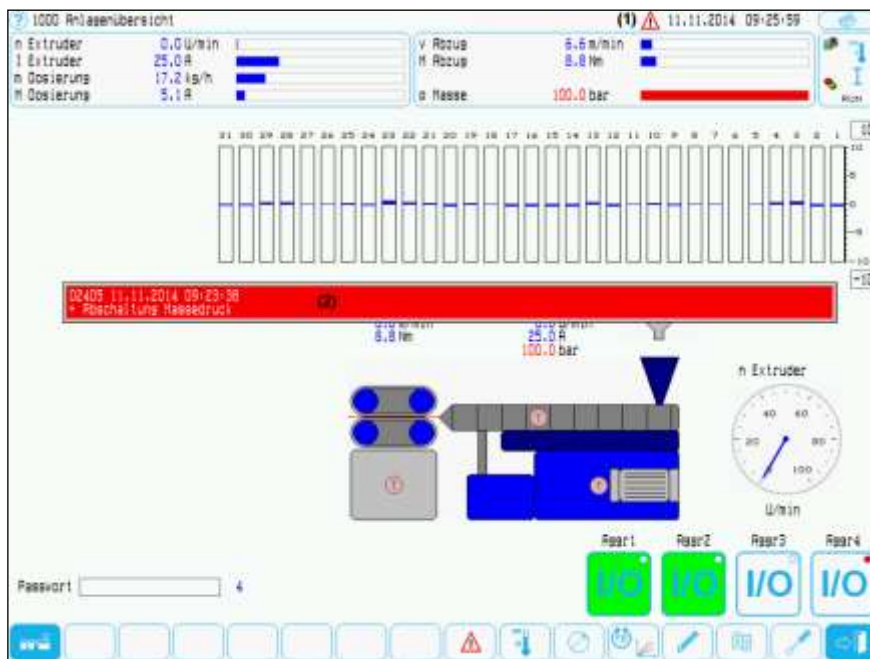 ? 1000 Anlagenübersicht (1) 11.11.2014 09:25:59
n Extruder 0.0 U/min
I Extruder 25.0 A
m Dosierung 17.2 kg/h
M Dosierung 5.1 A
v Abzug 6.6 m/min
M Abzug 8.8 Nm
p Masse 100.0 bar
31 30 29 28 27 26 25 24 23 22 21 20 19 18 17 16 15 14 13 12 11 10 9 8 7 6 5 4 3 2 1
10
0
-10
02405 11.11.2014 09:23:38
+ Abschaltung Massedruck
(2)
8.8 Nm 25.0 A
100.0 bar
n Extruder
40 60
20 80
0 100
U/min
Aggr1 Aggr2 Aggr3 Aggr4
I/O I/O I/O I/O
Passwort 4